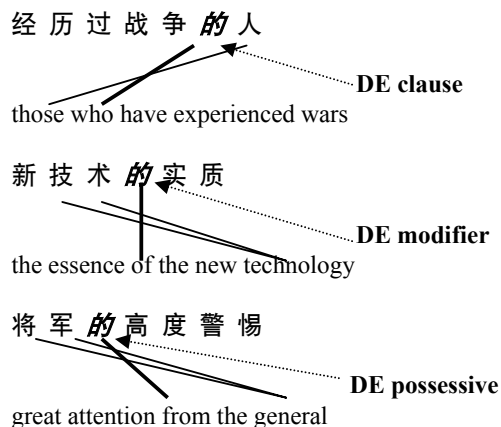 经历过战争的人
DE clause
those who have experienced wars
新技术的实质
DE modifier
the essence of the new technology
将军的高度警惕
DE possessive
great attention from the general